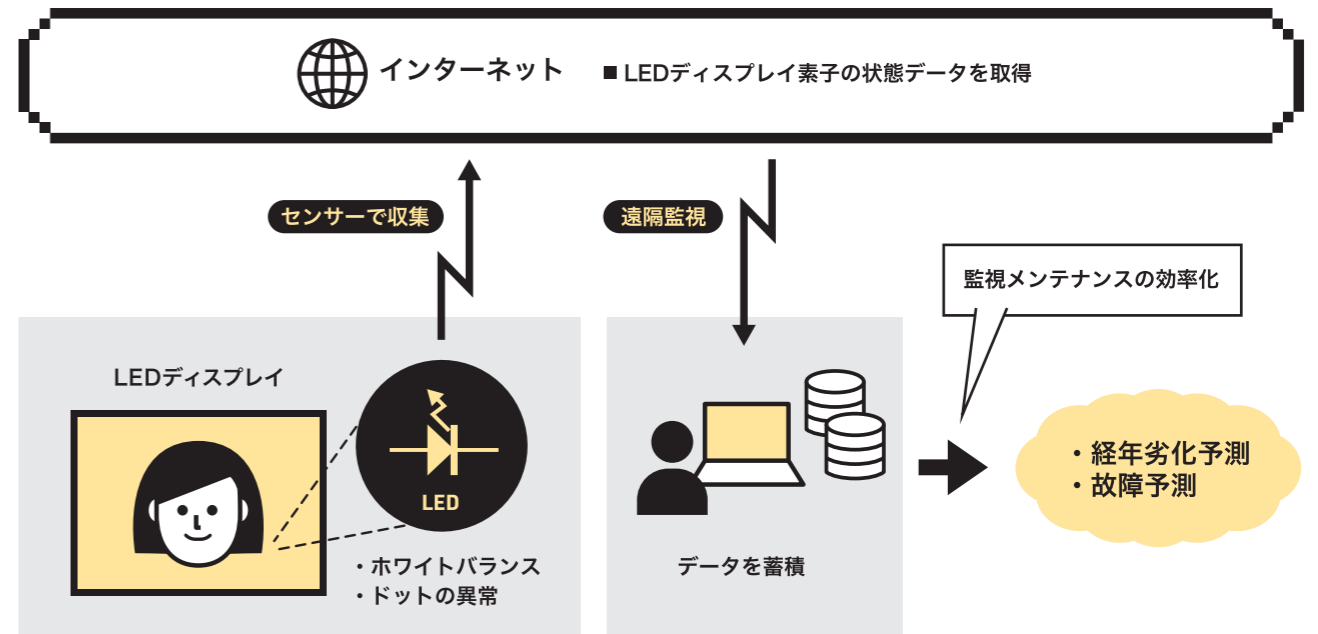 インターネット
■ LEDディスプレイ素子の状態データを取得
センサーで収集
遠隔監視
監視メンテナンスの効率化
LEDディスプレイ
LED
・ホワイトバランス
・ドットの異常
データを蓄積
・経年劣化予測
・故障予測